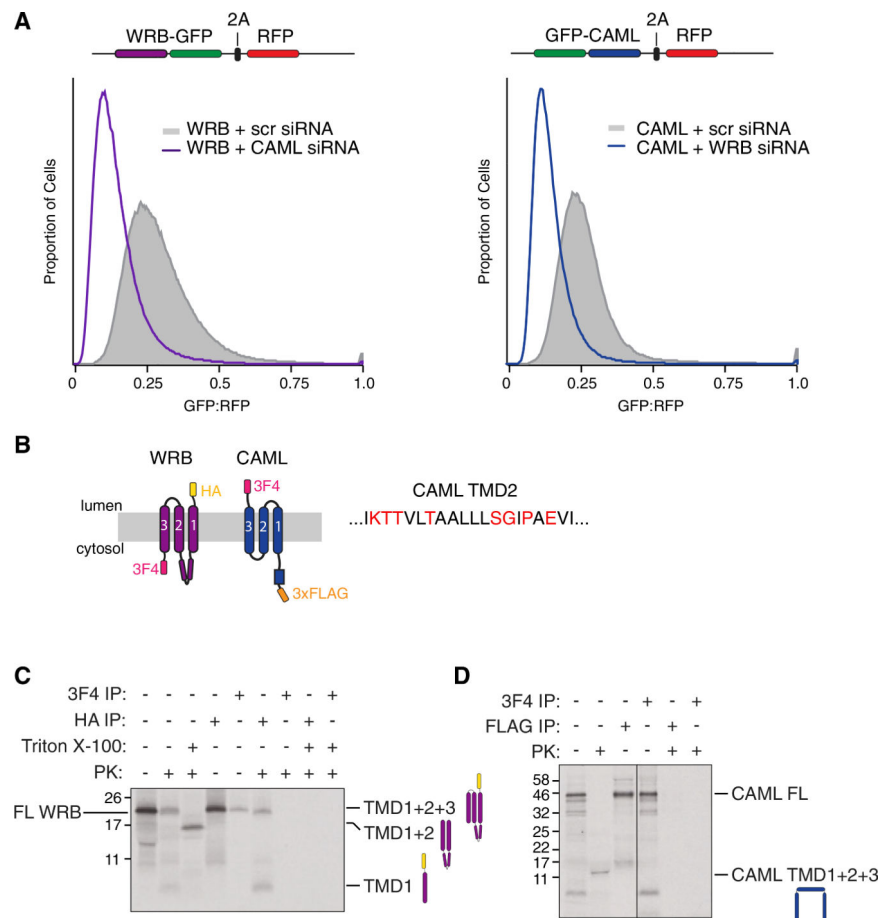 A
2A
WRB-GFP RFP
Proportion of Cells
WRB + scr siRNA
WRB + CAML siRNA
0 0.25 0.5 0.75 1.0
GFP:RFP
2A
GFP-CAML RFP
Proportion of Cells
CAML + scr siRNA
CAML + WRB siRNA
0 0.25 0.5 0.75 1.0
GFP:RFP
B
WRB CAML
HA 3F4
lumen
3 2 1 3 2 1
cytosol
3F4
3xFLAG
CAML TMD2
...IKTTVLTAALLLSGIPAEVI...
C
3F4 IP: - - - - + - + - +
HA IP: - - - + - + - + -
Triton X-100: - - + - - - - + +
PK: - + + - - + + + +
FL WRB
26
17
11
TMD1+2+3
TMD1+2
TMD1
D
3F4 IP: - - - + - +
FLAG IP: - - + - + -
PK: - + - - + +
58
46
32
25
22
17
11
CAML FL
CAML TMD1+2+3